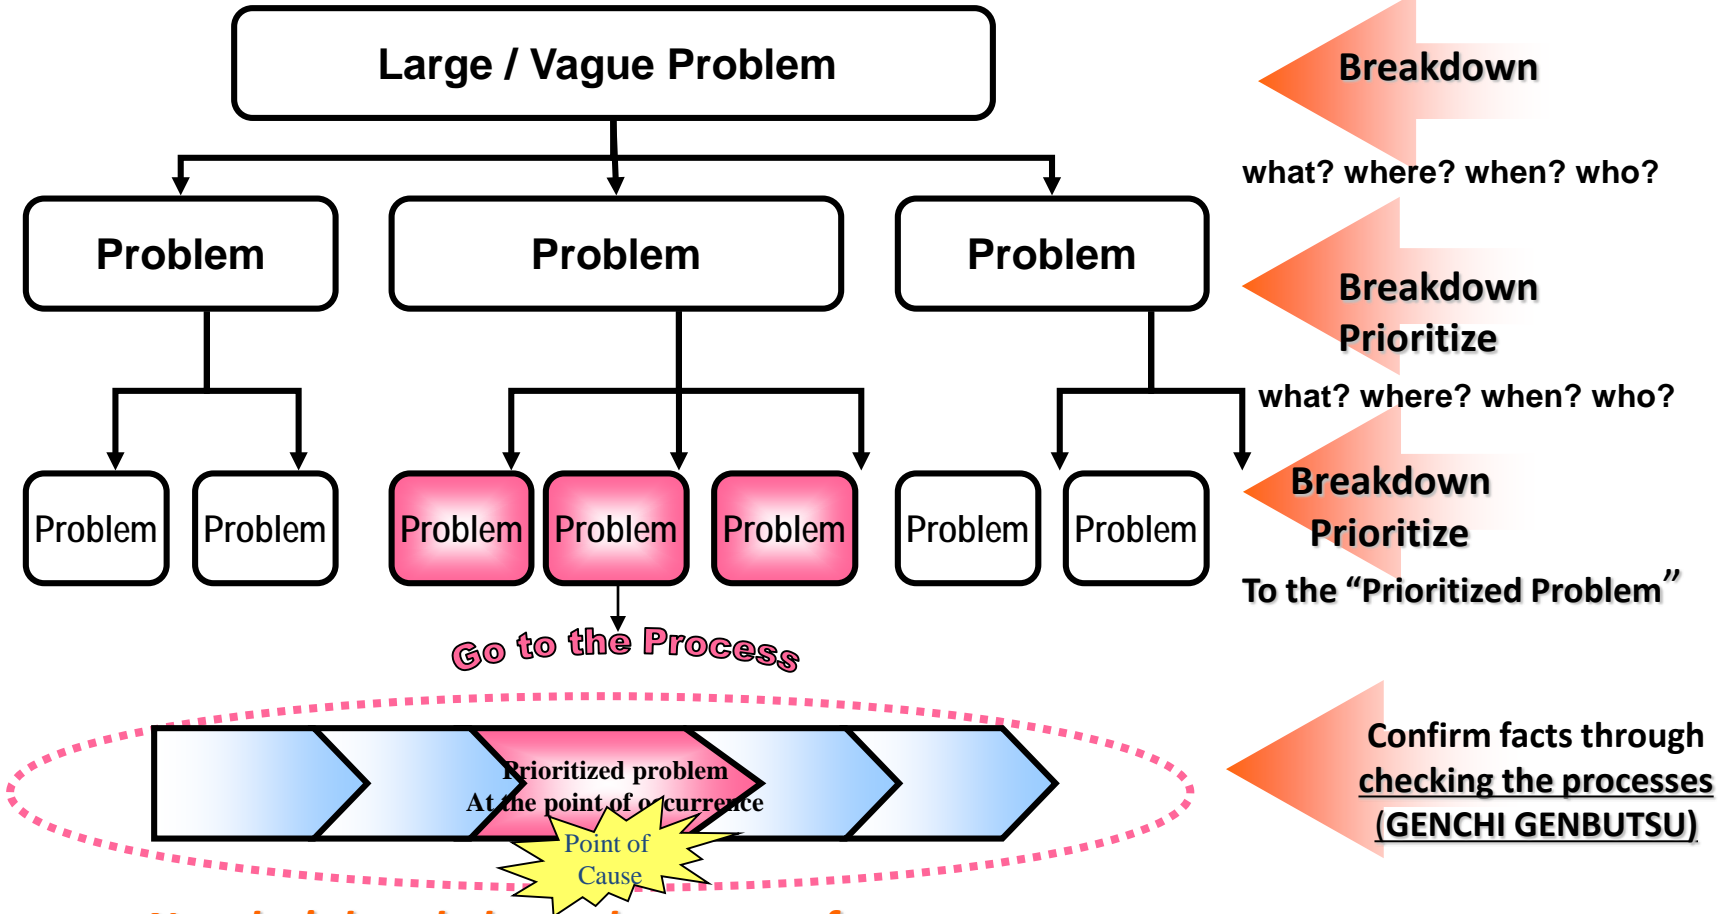 Large / Vague Problem
Breakdown
what? where? when? who?
Problem
Problem
Problem
Breakdown
Prioritize
what? where? when? who?
Problem
Problem
Problem
Problem
Problem
Problem
Problem
Breakdown
Prioritize
To the “Prioritized Problem”
Go to the Process
Prioritized problem
At the point of occurrence
Point of
Cause
Confirm facts through
checking the processes
(GENCHI GENBUTSU)